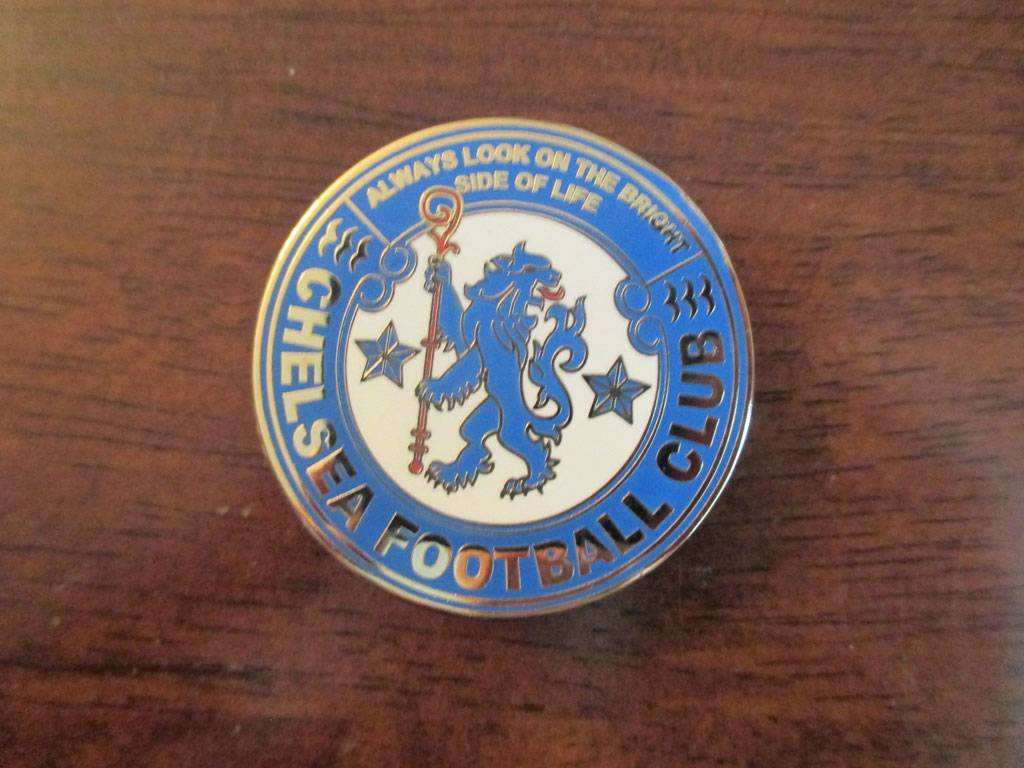 ALWAYS LOOK ON THE BRIGHT
SIDE OF LIFE
CHELSEA FOOTBALL CLUB